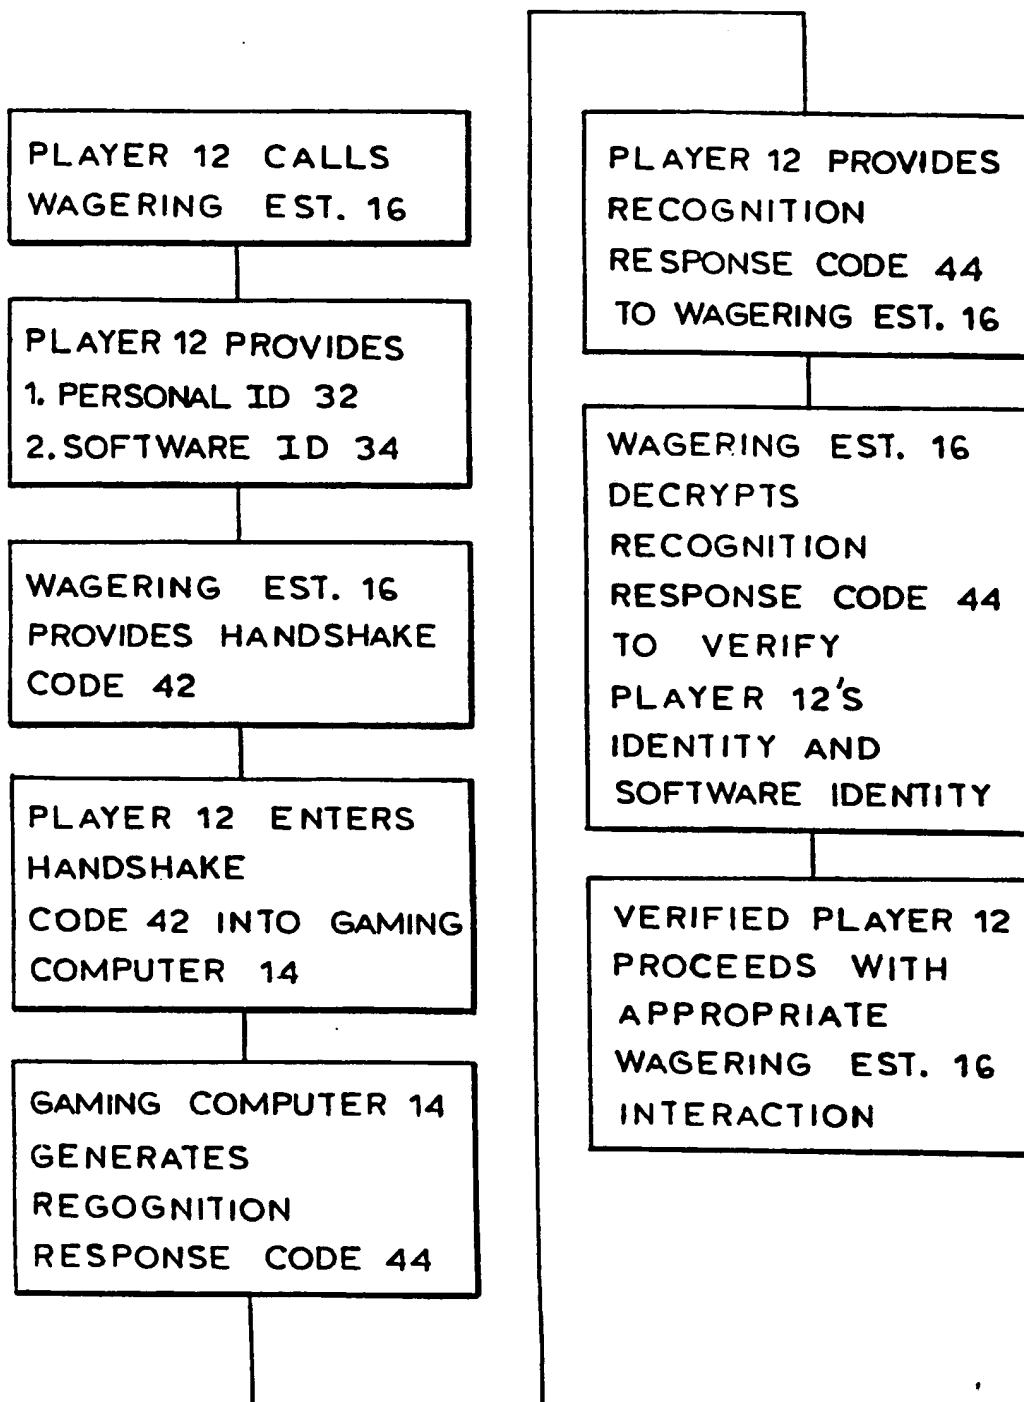 PLAYER 12 CALLS
WAGERING EST. 16
PLAYER 12 PROVIDES
1. PERSONAL ID 32
2. SOFTWARE ID 34
WAGERING EST. 16
PROVIDES HANDSHAKE
CODE 42
PLAYER 12 ENTERS
HANDSHAKE
CODE 42 INTO GAMING
COMPUTER 14
GAMING COMPUTER 14
GENERATES
REGOGNITION
RESPONSE CODE 44
PLAYER 12 PROVIDES
RECOGNITION
RESPONSE CODE 44
TO WAGERING EST. 16
WAGERING EST. 16
DECRYPTS
RECOGNITION
RESPONSE CODE 44
TO VERIFY
PLAYER 12'S
IDENTITY AND
SOFTWARE IDENTITY
VERIFIED PLAYER 12
PROCEEDS WITH
APPROPRIATE
WAGERING EST. 16
INTERACTION